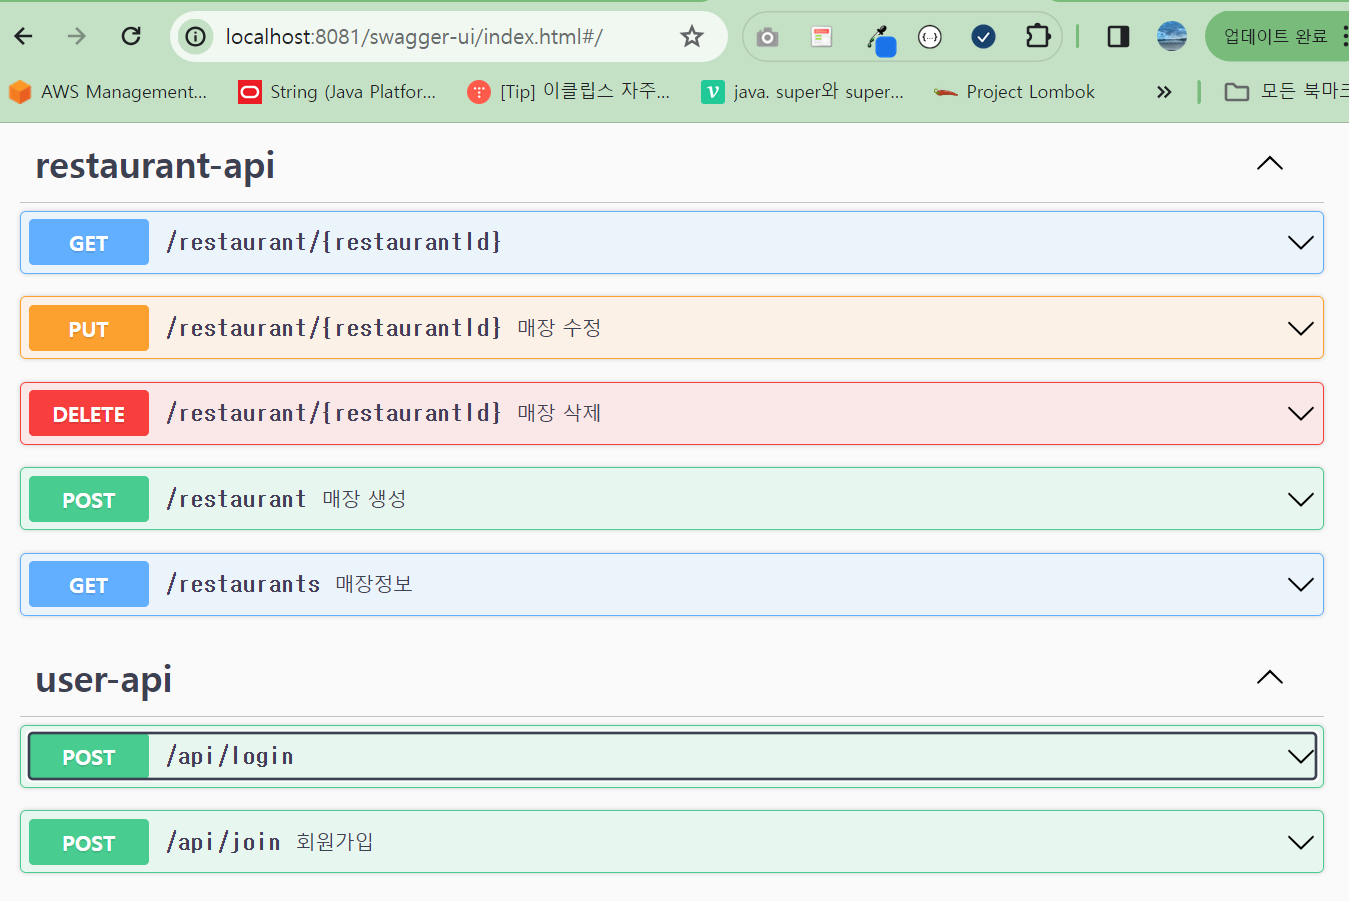 localhost:8081/swagger-ui/index.html#/
업데이트 완료
AWS Management...
String (Java Platfor...
[Tip] 이클립스 자주...
java. super와 super...
Project Lombok
모든 북마크
restaurant-api
GET /restaurant/{restaurantId}
PUT /restaurant/{restaurantId} 매장 수정
DELETE /restaurant/{restaurantId} 매장 삭제
POST /restaurant 매장 생성
GET /restaurants 매장정보
user-api
POST /api/login
POST /api/join 회원가입